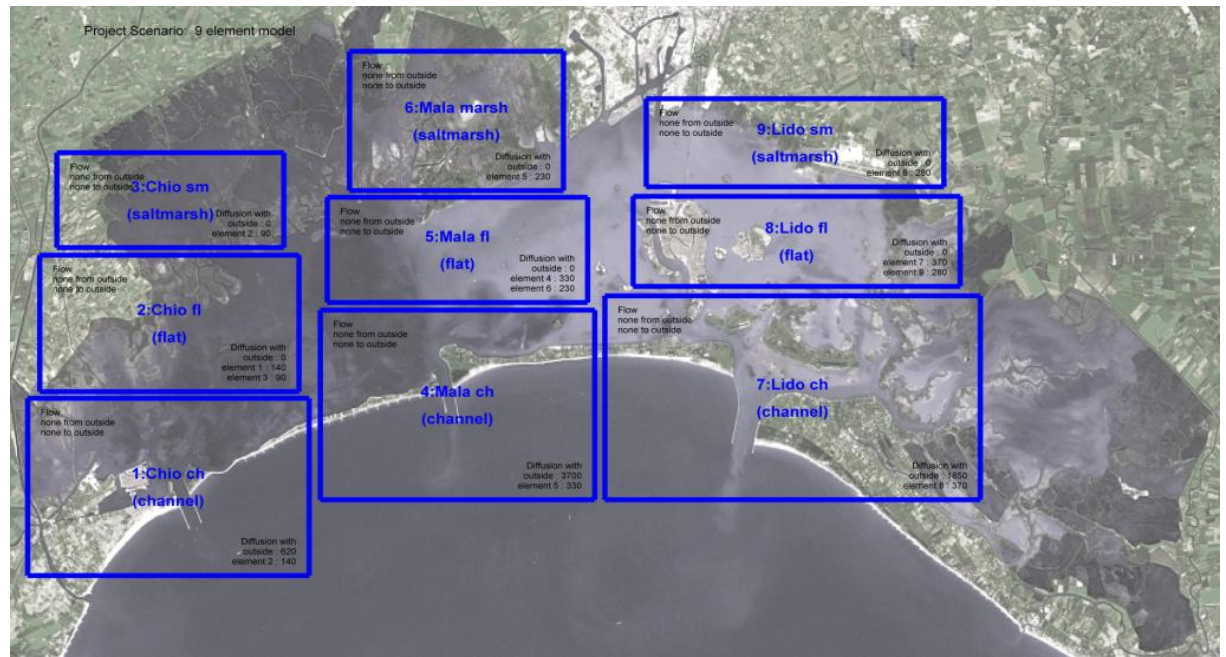 Project Scenario: 9 element model
Flow
none from outside
none to outside
6:Mala marsh
(saltmarsh)
Diffusion with
outside : 0
element 5 : 230
Flow
none from outside
none to outside
9:Lido sm
(saltmarsh)
Diffusion with
outside : 0
element 8 : 280
Flow
none from outside
none to outside
3:Chio sm
(saltmarsh)
Diffusion with
outside : 0
element 2 : 90
Flow
none from outside
none to outside
5:Mala fl
(flat)
Diffusion with
outside : 0
element 4 : 330
element 6 : 230
Flow
none from outside
none to outside
8:Lido fl
(flat)
Diffusion with
outside : 0
element 7 : 370
element 9 : 280
Flow
none from outside
none to outside
2:Chio fl
(flat)
Diffusion with
outside : 0
element 1 : 140
element 3 : 90
Flow
none from outside
none to outside
4:Mala ch
(channel)
Diffusion with
outside : 3700
element 5 : 330
Flow
none from outside
none to outside
7:Lido ch
(channel)
Diffusion with
outside : 1850
element 8 : 370
Flow
none from outside
none to outside
1:Chio ch
(channel)
Diffusion with
outside : 620
element 2 : 140